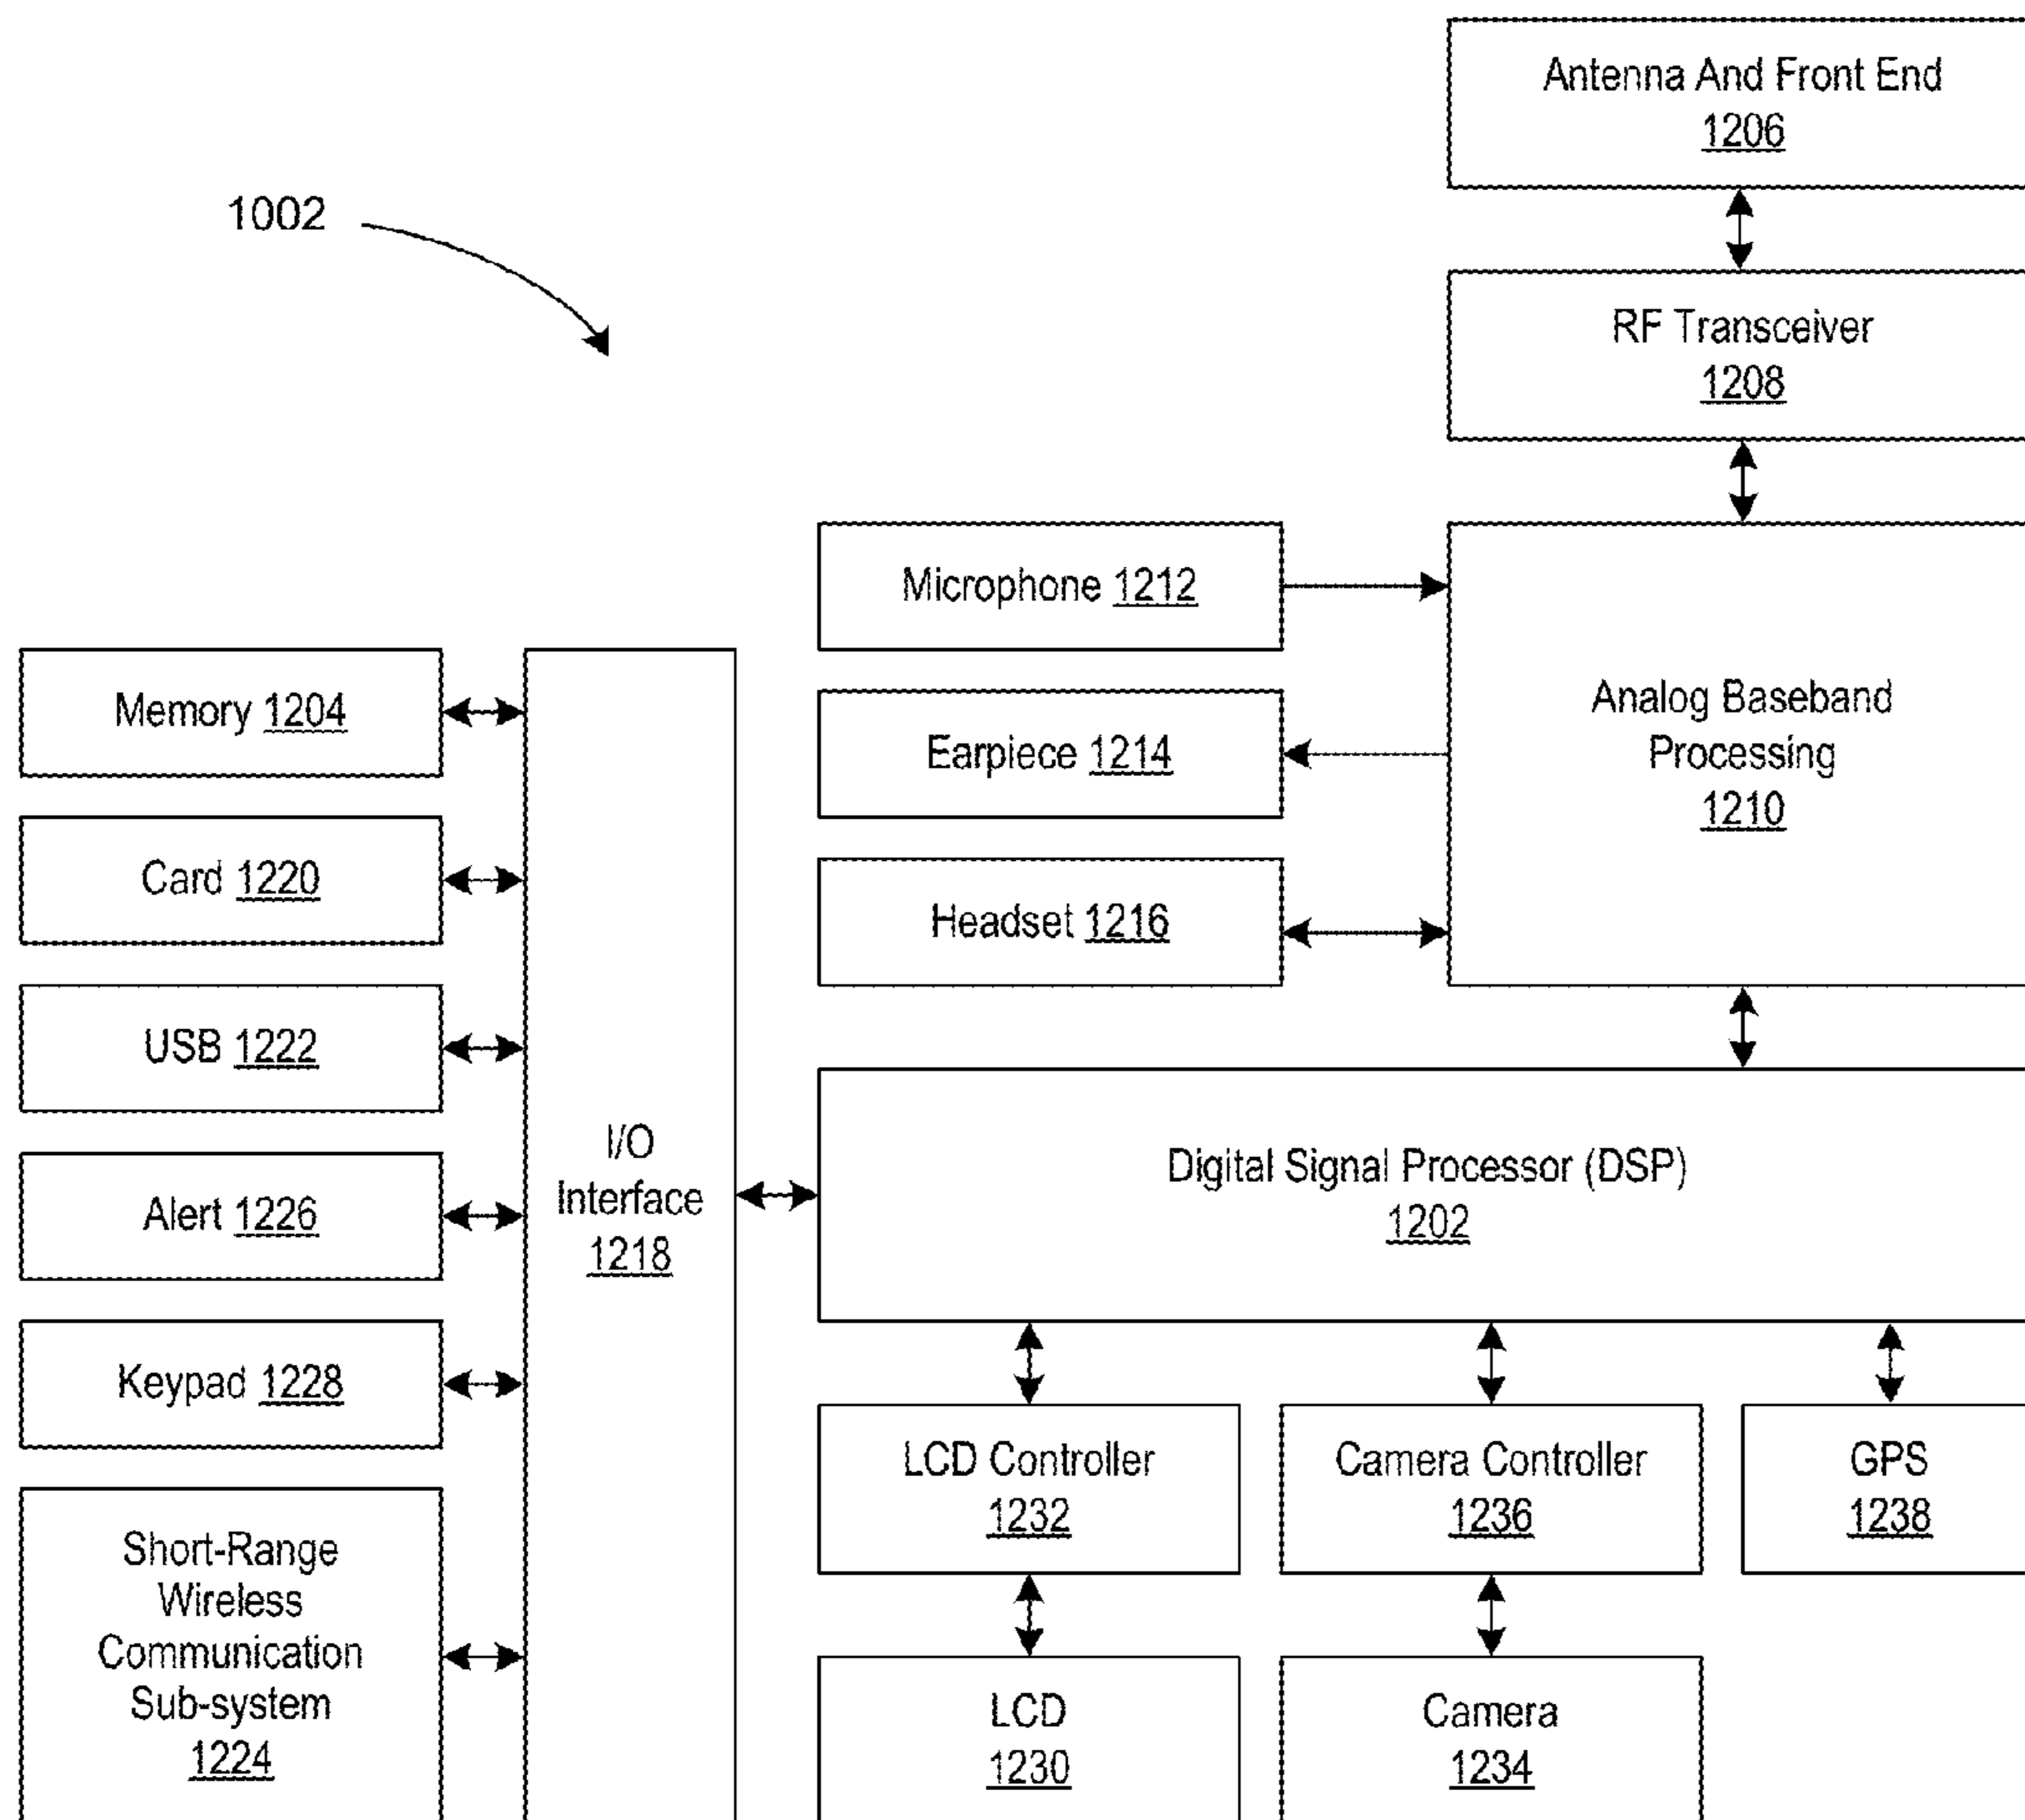 Antenna And Front End
1206
1002
RF Transceiver
1208
Microphone 1212
Earpiece 1214
Headset 1216
Analog Baseband
Processing
1210
Memory 1204
Card 1220
USB 1222
Alert 1226
Keypad 1228
Short-Range
Wireless
Communication
Sub-system
1224
I/O
Interface
1218
Digital Signal Processor (DSP)
1202
LCD Controller
1232
Camera Controller
1236
GPS
1238
LCD
1230
Camera
1234